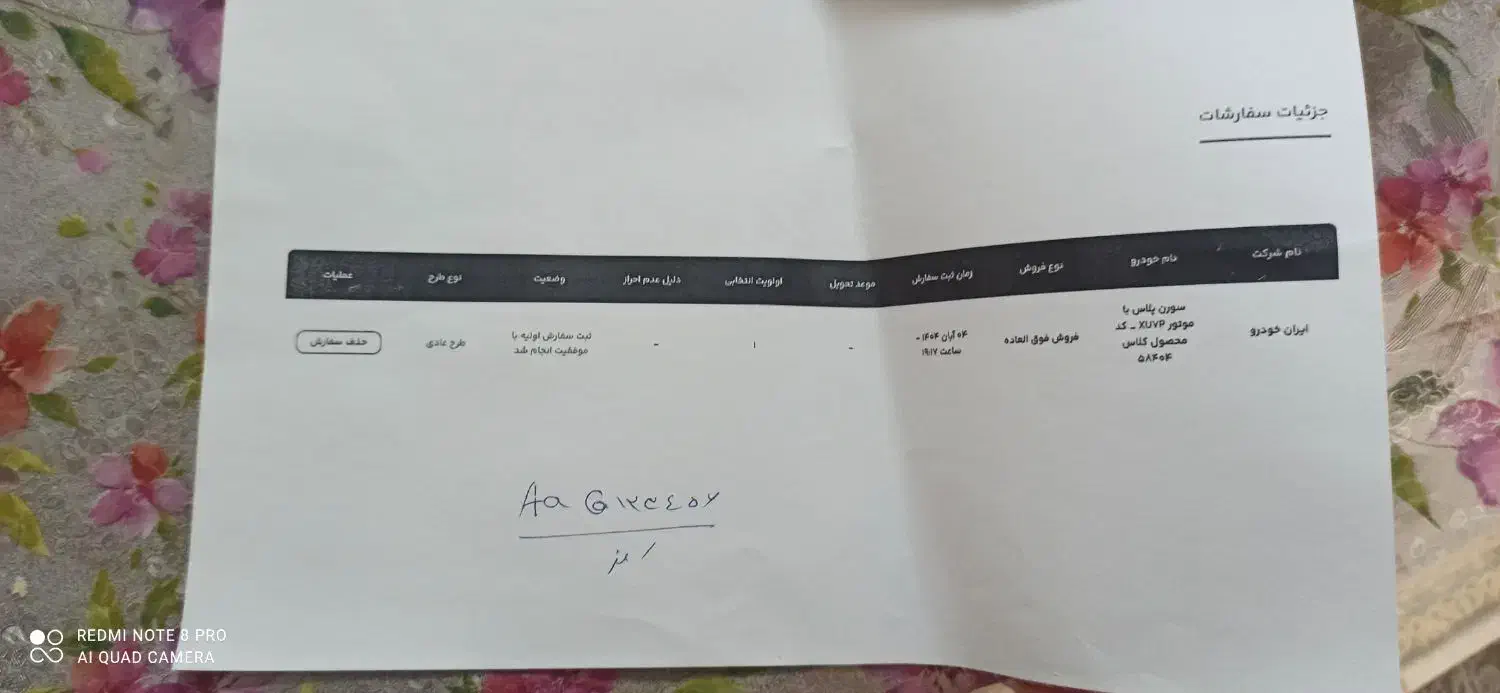 جزئیات سفارشات
نام شرکت نام خودرو نوع فروش زمان ثبت سفارش موعد تحویل اولویت انتخابی دلیل عدم احراز وضعیت نوع طرح عملیات
ایران خودرو
سورن پلاس با
موتور XU7P - کد
محصول کلاس
۵۸۴۰۴
فروش فوق العاده
۰۴ آبان ۱۴۰۴ -
ساعت ۱۹:۱۷
-
۱
-
ثبت سفارش اولیه با
موفقیت انجام شد
طرح عادی
حذف سفارش
Aa @ ۱۲۳٤۵۶
رمز
REDMI NOTE 8 PRO
AI QUAD CAMERA